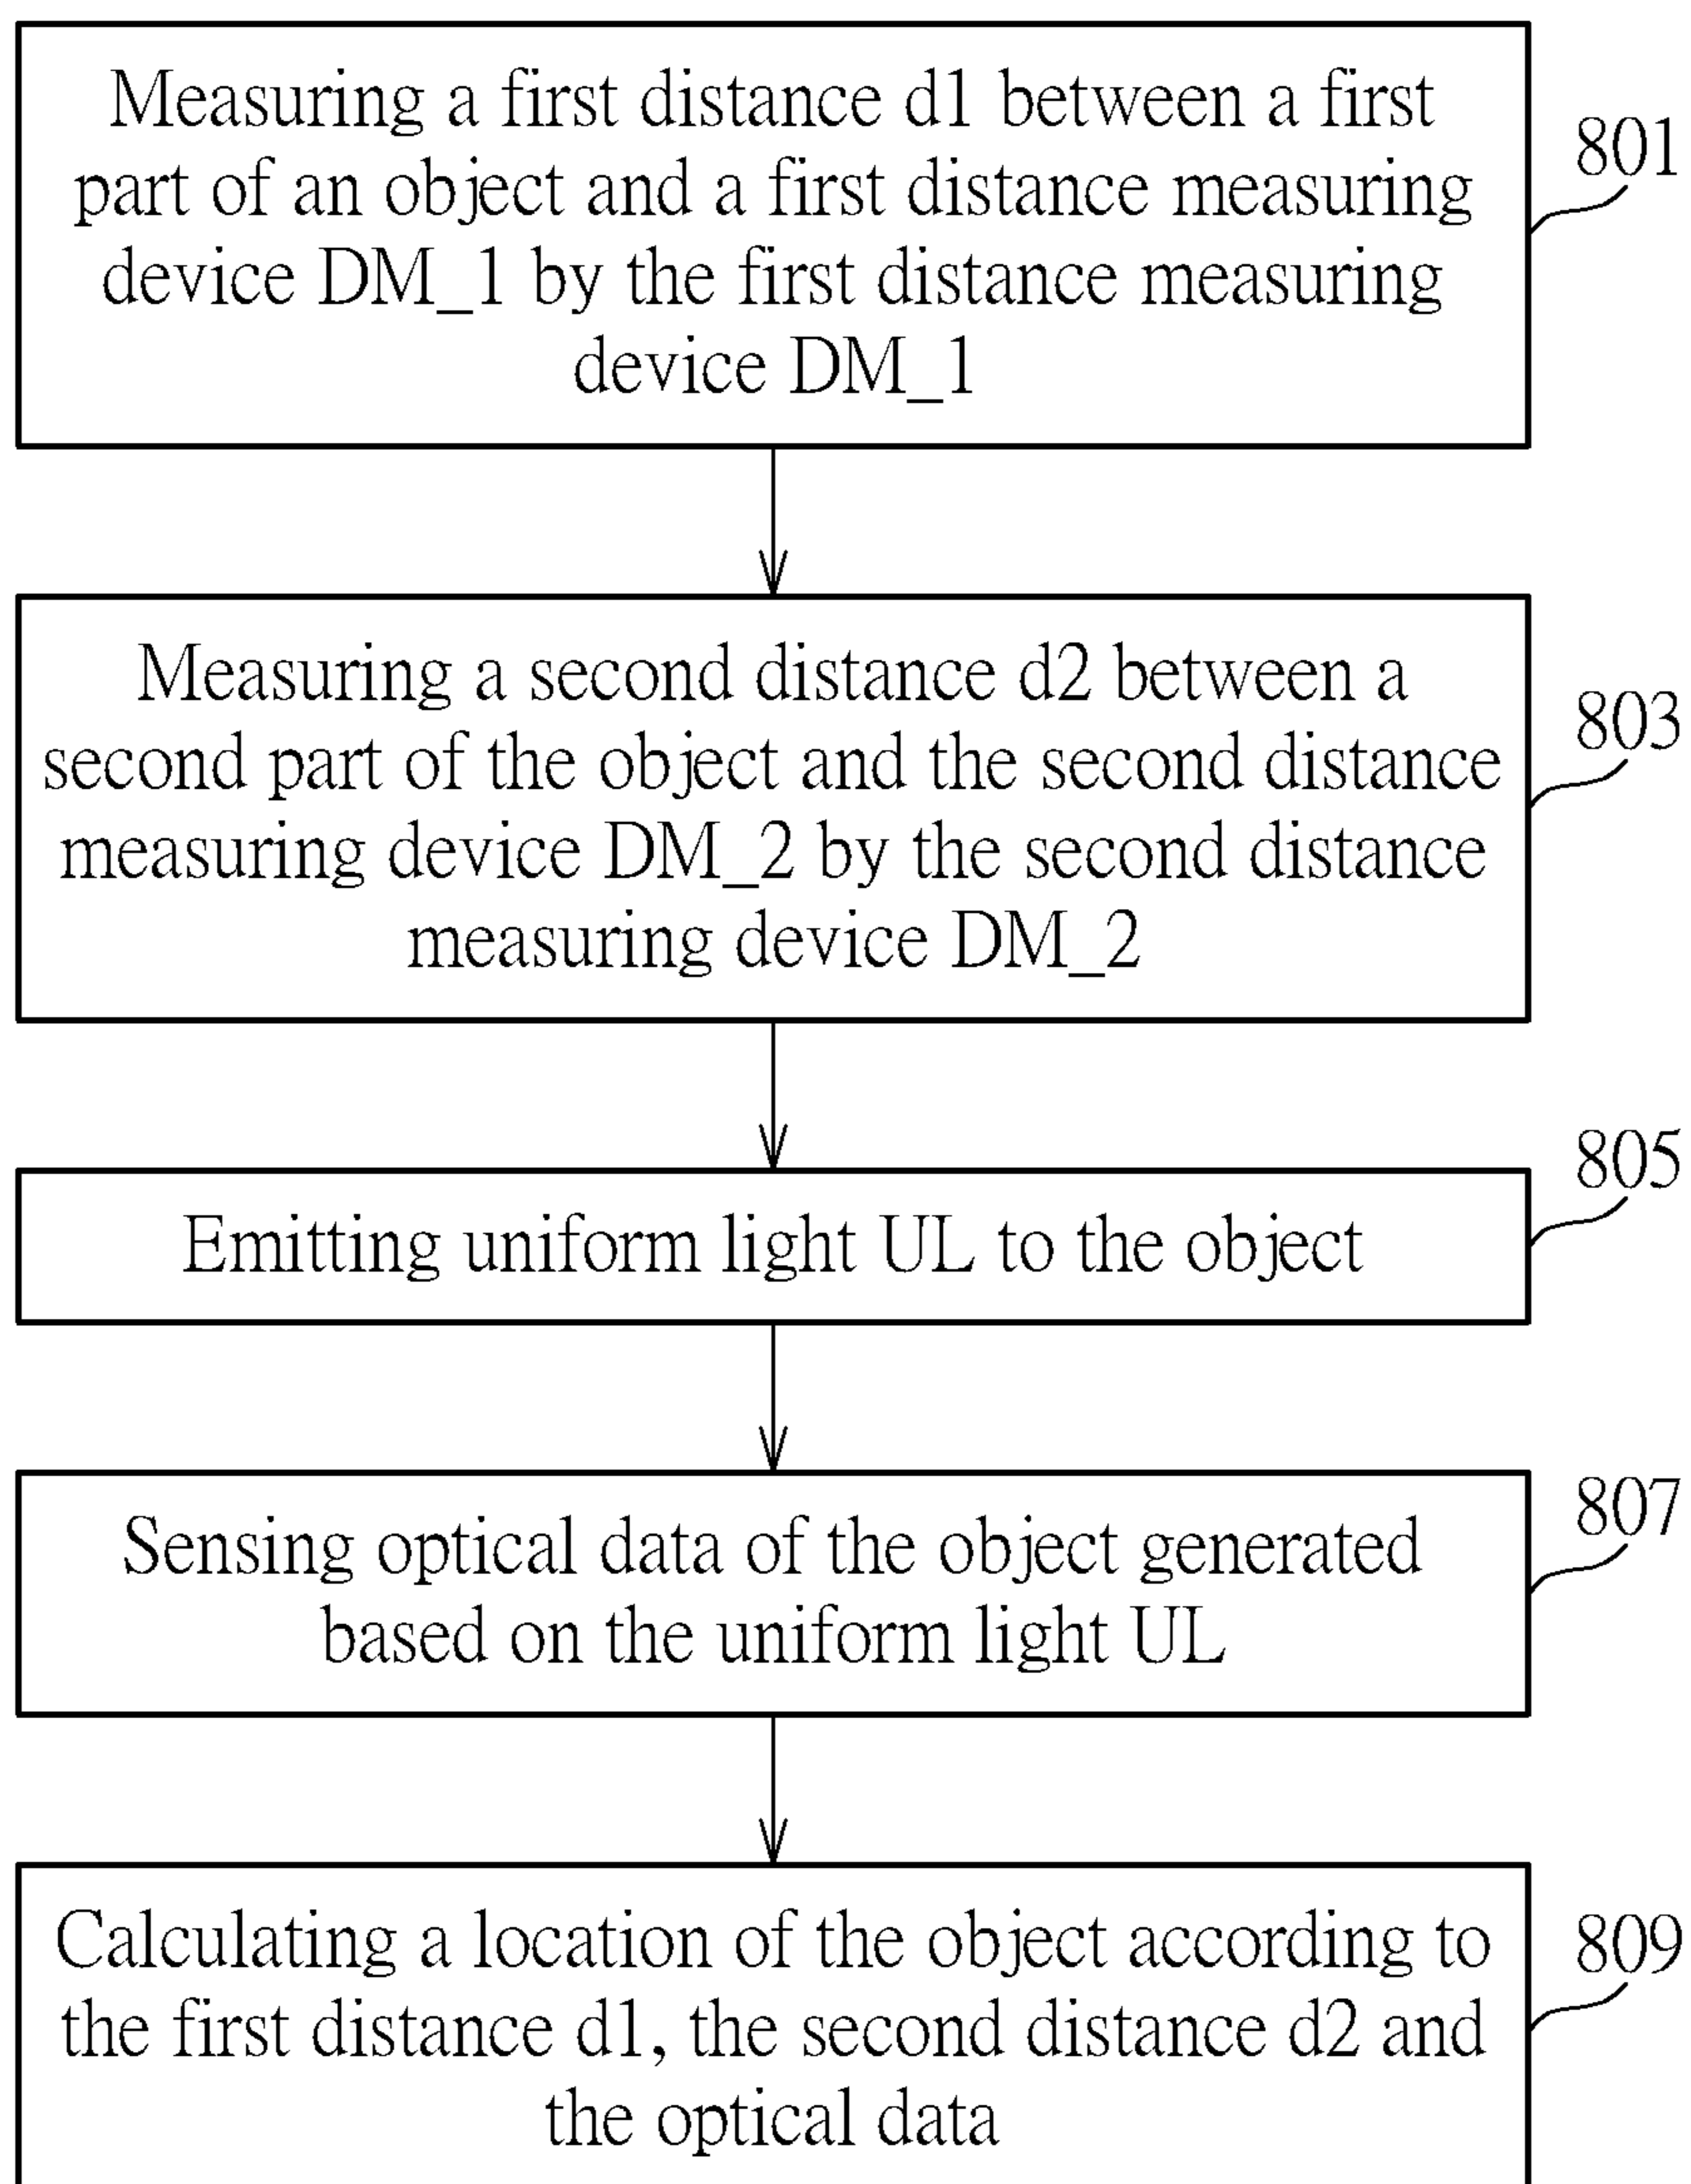 Measuring a first distance d1 between a first
part of an object and a first distance measuring
device DM_1 by the first distance measuring
device DM_1
801
Measuring a second distance d2 between a
second part of the object and the second distance
measuring device DM_2 by the second distance
measuring device DM_2
803
Emitting uniform light UL to the object
805
Sensing optical data of the object generated
based on the uniform light UL
807
Calculating a location of the object according to
the first distance d1, the second distance d2 and
the optical data
809